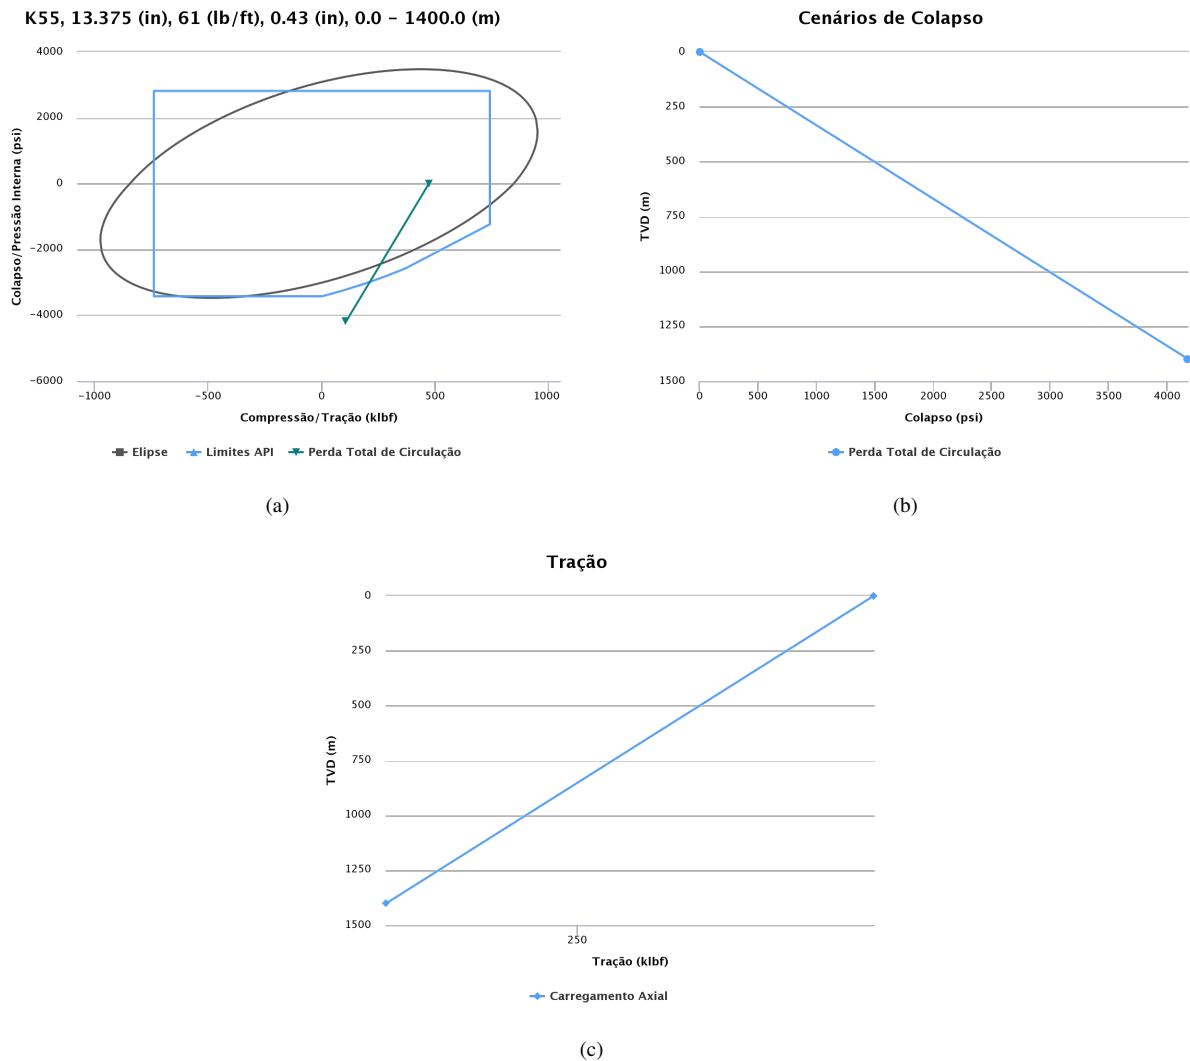 K55, 13.375 (in), 61 (lb/ft), 0.43 (in), 0.0 – 1400.0 (m)
4000
2000
0
−2000
−4000
−6000
Colapso/Pressão Interna (psi)
−1000
−500
0
500
1000
Compressão/Tração (klbf)
Elipse
Limites API
Perda Total de Circulação
(a)
Cenários de Colapso
0
250
500
750
1000
1250
1500
TVD (m)
0
500
1000
1500
2000
2500
3000
3500
4000
Colapso (psi)
Perda Total de Circulação
(b)
Tração
0
250
500
750
1000
1250
1500
TVD (m)
250
Tração (klbf)
Carregamento Axial
(c)